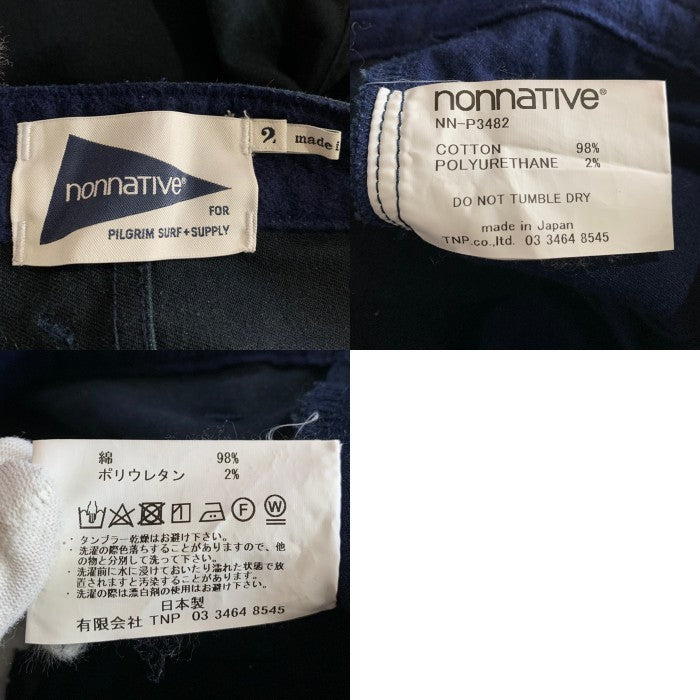 nonnative®
FOR
PILGRIM SURF+SUPPLY
2
made i
nonnative®
NN-P3482
COTTON 98%
POLYURETHANE 2%
DO NOT TUMBLE DRY
made in Japan
TNP.co.,ltd. 03 3464 8545
綿 98%
ポリウレタン 2%
F W
・タンブラー乾燥はお避け下さい。
・洗濯の際色落ちすることがありますので、他
の物と分別して洗って下さい。
・洗濯前に水に浸けておいたり濡れた状態で放
置されますと汚染することがあります。
・洗濯の際は漂白剤の使用はお避け下さい。
日本製
有限会社 TNP 03 3464 8545